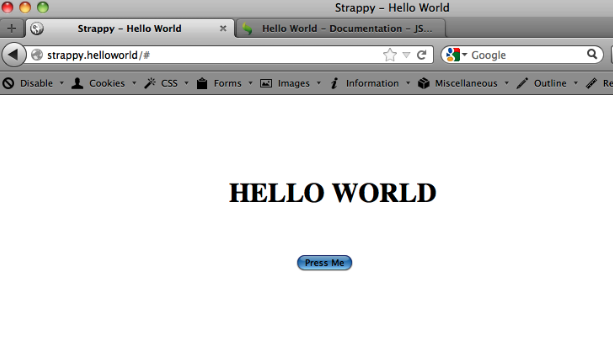 Strappy – Hello World
Strappy – Hello World
Hello World – Documentation – JS...
strappy.helloworld/#
Google
Disable Cookies CSS Forms Images Information Miscellaneous Outline Re
HELLO WORLD
Press Me